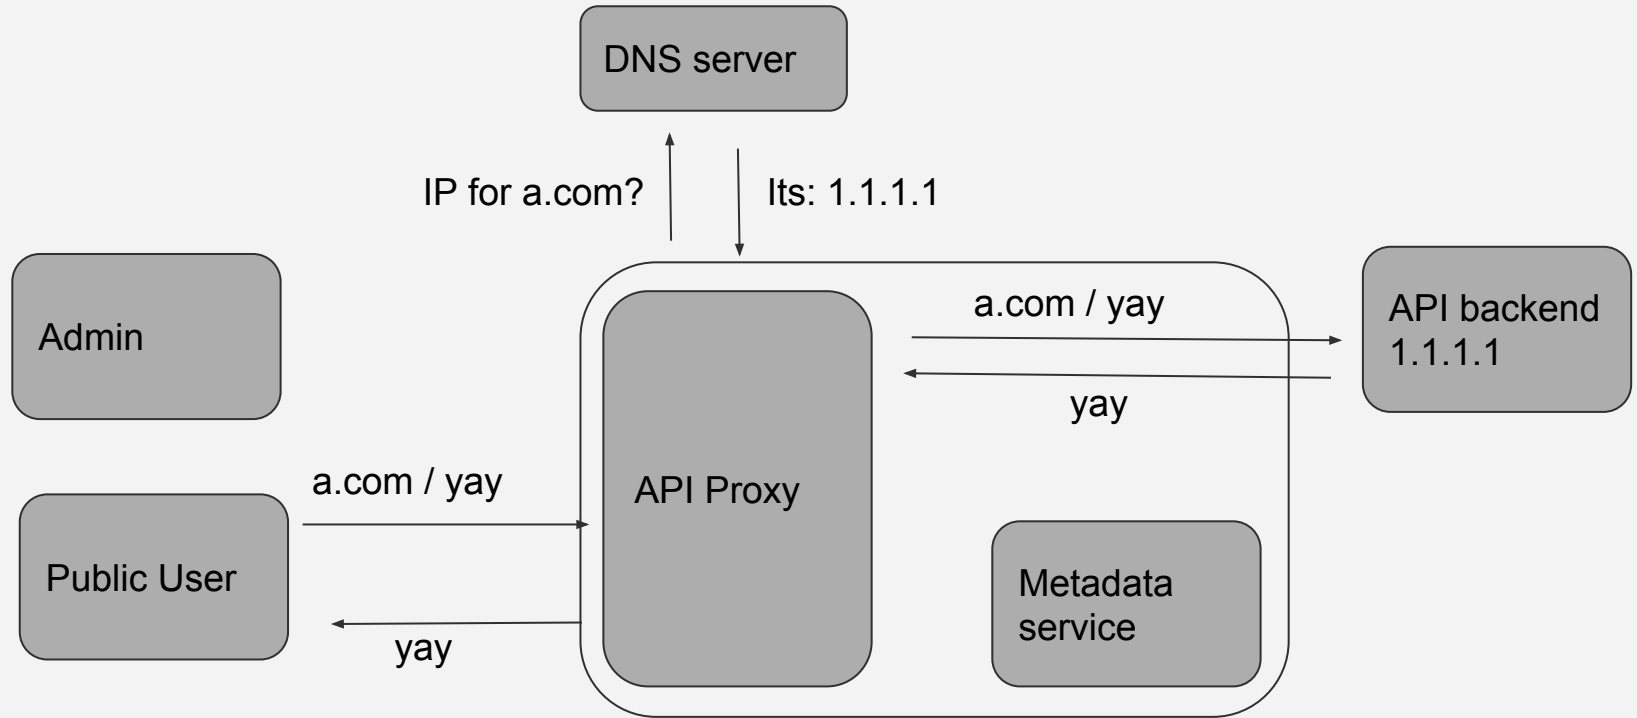 DNS server
IP for a.com?
Its: 1.1.1.1
Admin
a.com / yay
API backend
1.1.1.1
yay
a.com / yay
API Proxy
Public User
Metadata
service
yay